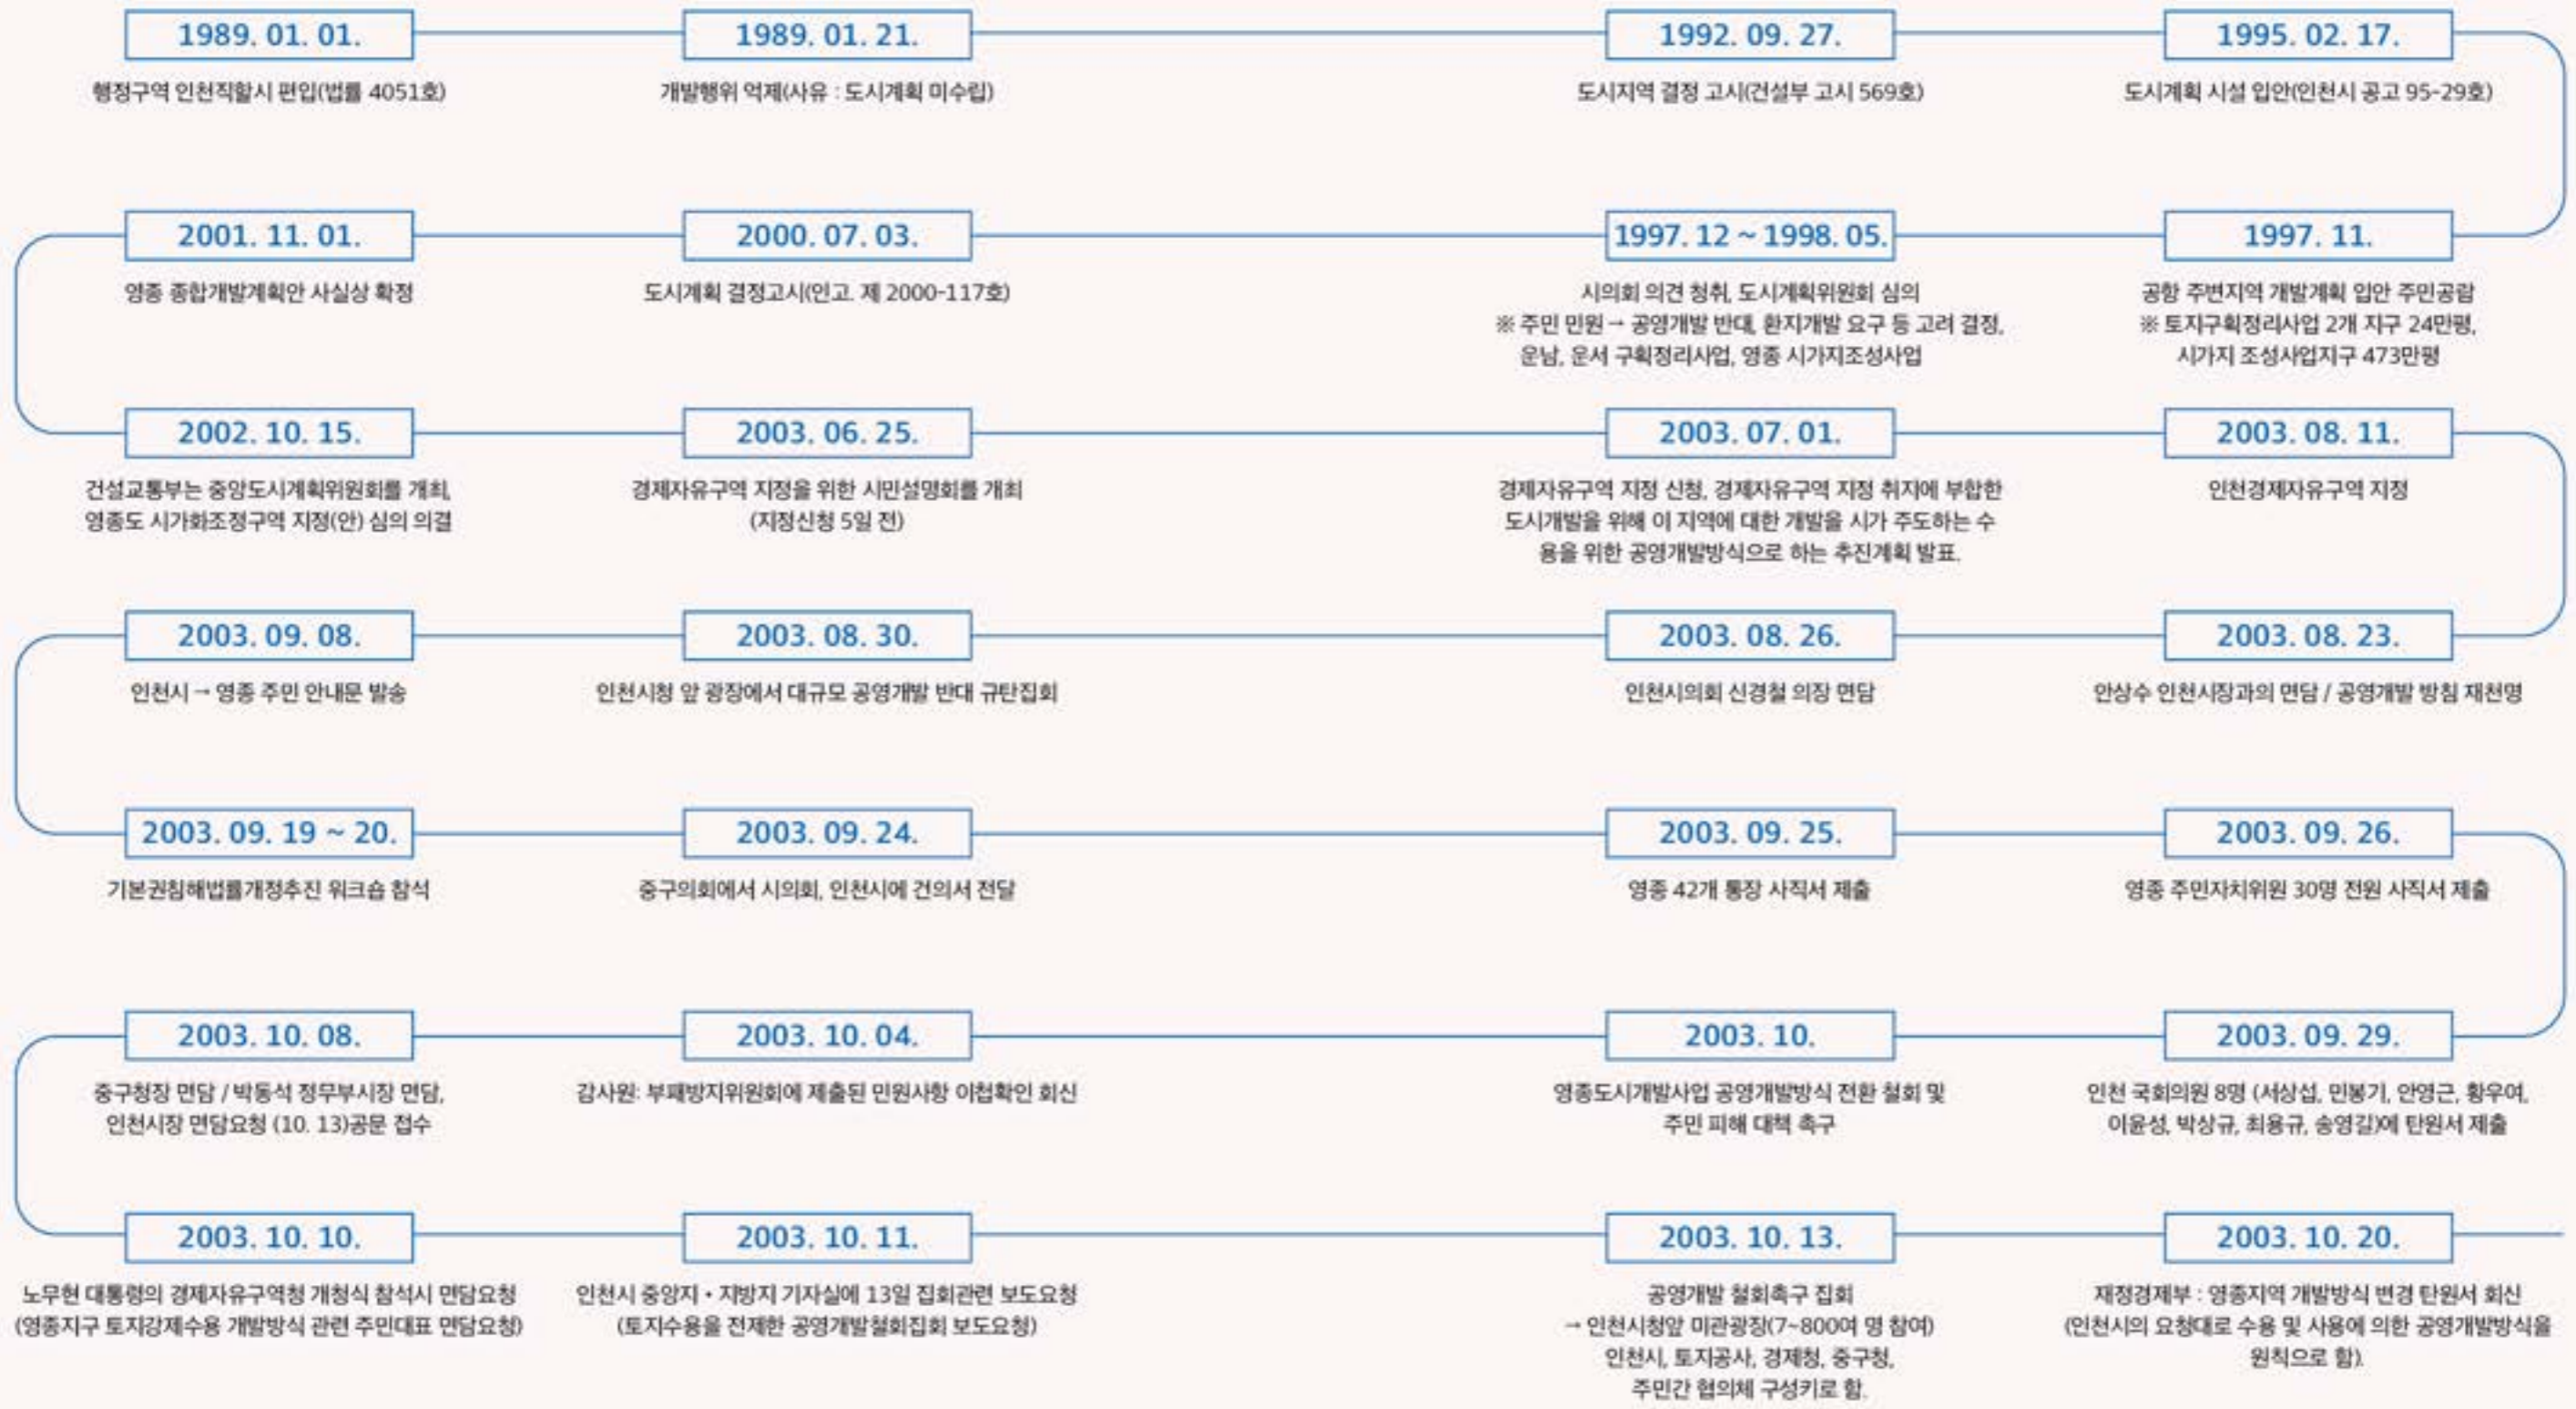 1989. 01. 01.
행정구역 인천직할시 편입(법률 4051호)
1989. 01. 21.
개발행위 억제(사유 : 도시계획 미수립)
1992. 09. 27.
도시지역 결정 고시(건설부 고시 569호)
1995. 02. 17.
도시계획 시설 입안(인천시 공고 95-29호)
1997. 11.
공항 주변지역 개발계획 입안 주민공람
※ 토지구획정리사업 2개 지구 24만평,
시가지 조성사업지구 473만평
1997. 12 ~ 1998. 05.
시의회 의견 청취, 도시계획위원회 심의
※ 주민 민원 → 공영개발 반대, 환지개발 요구 등 고려 결정,
운남, 운서 구획정리사업, 영종 시가지조성사업
2000. 07. 03.
도시계획 결정고시(인고. 제 2000-117호)
2001. 11. 01.
영종 종합개발계획안 사실상 확정
2002. 10. 15.
건설교통부는 중앙도시계획위원회를 개최,
영종도 시가화조정구역 지정(안) 심의 의결
2003. 06. 25.
경제자유구역 지정을 위한 시민설명회를 개최
(지정신청 5일 전)
2003. 07. 01.
경제자유구역 지정 신청, 경제자유구역 지정 취지에 부합한
도시개발을 위해 이 지역에 대한 개발을 시가 주도하는 수
용을 위한 공영개발방식으로 하는 추진계획 발표.
2003. 08. 11.
인천경제자유구역 지정
2003. 08. 23.
안상수 인천시장과의 면담 / 공영개발 방침 재천명
2003. 08. 26.
인천시의회 신경철 의장 면담
2003. 08. 30.
인천시청 앞 광장에서 대규모 공영개발 반대 규탄집회
2003. 09. 08.
인천시 → 영종 주민 안내문 발송
2003. 09. 19 ~ 20.
기본권침해법률개정추진 워크숍 참석
2003. 09. 24.
중구의회에서 시의회, 인천시에 건의서 전달
2003. 09. 25.
영종 42개 통장 사직서 제출
2003. 09. 26.
영종 주민자치위원 30명 전원 사직서 제출
2003. 09. 29.
인천 국회의원 8명 (서상섭, 민봉기, 안영근, 황우여,
이윤성, 박상규, 최용규, 송영길)에 탄원서 제출
2003. 10.
영종도시개발사업 공영개발방식 전환 철회 및
주민 피해 대책 촉구
2003. 10. 04.
감사원: 부패방지위원회에 제출된 민원사항 이첩확인 회신
2003. 10. 08.
중구청장 면담 / 박동석 정무부시장 면담,
인천시장 면담요청 (10. 13)공문 접수
2003. 10. 10.
노무현 대통령의 경제자유구역청 개청식 참석시 면담요청
(영종지구 토지강제수용 개발방식 관련 주민대표 면담요청)
2003. 10. 11.
인천시 중앙지・지방지 기자실에 13일 집회관련 보도요청
(토지수용을 전제한 공영개발철회집회 보도요청)
2003. 10. 13.
공영개발 철회촉구 집회
→ 인천시청앞 미관광장(7~800여 명 참여)
인천시, 토지공사, 경제청, 중구청,
주민간 협의체 구성키로 함.
2003. 10. 20.
재정경제부 : 영종지역 개발방식 변경 탄원서 회신
(인천시의 요청대로 수용 및 사용에 의한 공영개발방식을
원칙으로 함).